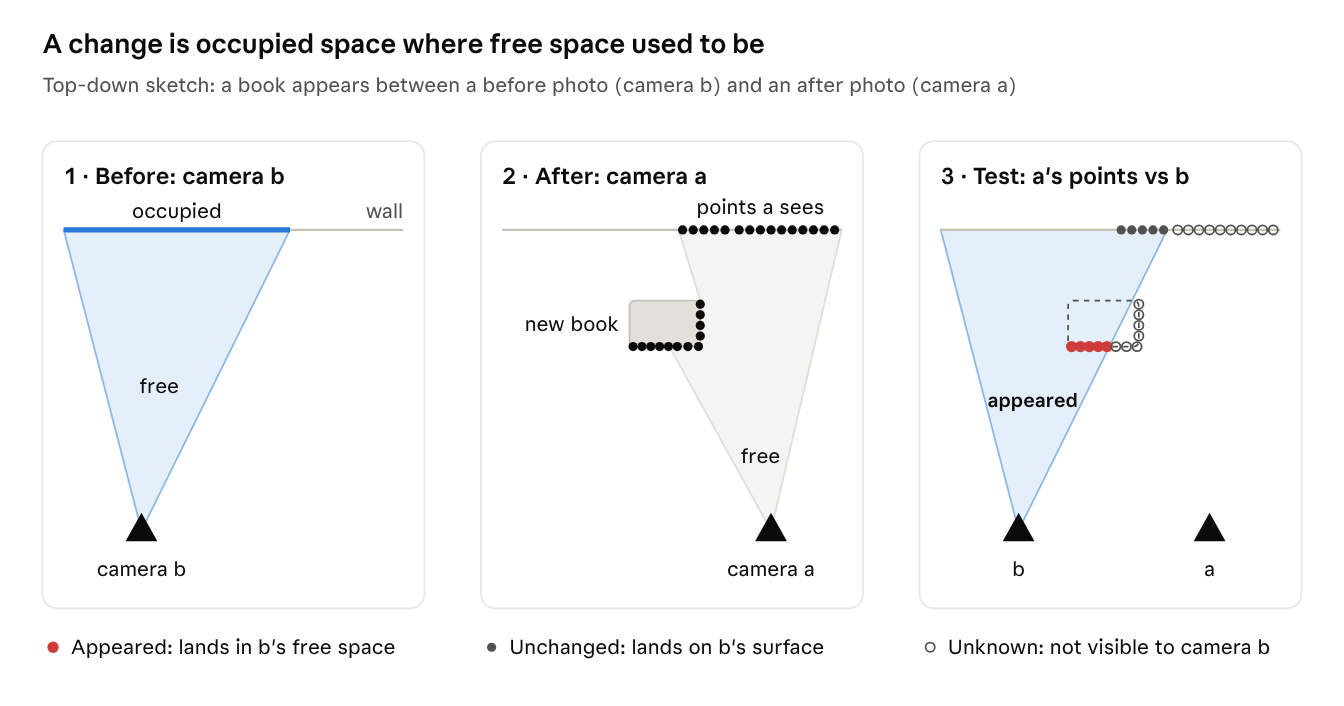 A change is occupied space where free space used to be
Top-down sketch: a book appears between a before photo (camera b) and an after photo (camera a)
1 · Before: camera b
occupied
wall
free
camera b
2 · After: camera a
points a sees
new book
free
camera a
3 · Test: a's points vs b
appeared
b
a
Appeared: lands in b's free space
Unchanged: lands on b's surface
Unknown: not visible to camera b